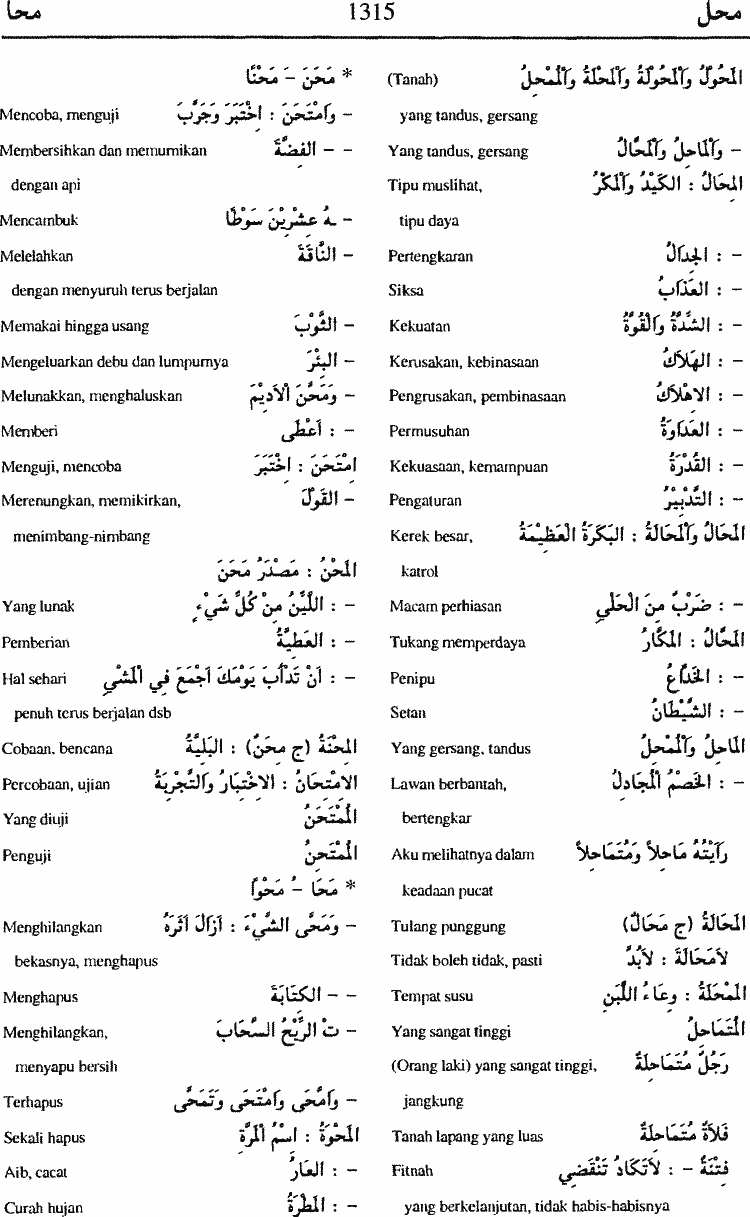 محل 1315 محا
المَحُوْلُ وَالْمَحُوْلَةُ وَالْمَحْلَةُ وَالْمُمْحِلُ (Tanah)
yang tandus, gersang
– وَالْمَاحِلُ وَالْمَحَّالُ Yang tandus, gersang
المِحَالُ : الكَيْدُ وَالْمَكْرُ Tipu muslihat,
tipu daya
– : الجِدَالُ Pertengkaran
– : العَذَابُ Siksa
– : الشِّدَّةُ وَالْقُوَّةُ Kekuatan
– : الهَلاَكُ Kerusakan, kebinasaan
– : الاهْلاَكُ Pengrusakan, pembinasaan
– : العَدَاوَةُ Permusuhan
– : القُدْرَةُ Kekuasaan, kemampuan
– : التَّدْبِيْرُ Pengaturan
المَحَالُ وَالْمَحَالَةُ : البَكَرَةُ الْعَظِيْمَةُ Kerek besar,
katrol
– : ضَرْبٌ مِنَ الْحَلْيِ Macam perhiasan
المَحَّالُ : المَكَّارُ Tukang memperdaya
– : الخَدَّاعُ Penipu
– : الشَّيْطَانُ Setan
المَاحِلُ وَالْمُمْحِلُ Yang gersang, tandus
– : الخَصْمُ الْمُجَادِلُ Lawan berbantah,
bertengkar
رَاَيْتُهُ مَاحِلاً وَمُتَمَاحِلاً Aku melihatnya dalam
keadaan pucat
المَحَالَةُ (ج مَحَالٌ) Tulang punggung
لاَمَحَالَةَ : لاَبُدَّ Tidak boleh tidak, pasti
المُمَحَّلَةُ : وِعَاءُ اللَّبَنِ Tempat susu
المُتَمَاحِلُ Yang sangat tinggi
رَجُلٌ مُتَمَاحِلَةٌ (Orang laki) yang sangat tinggi,
jangkung
فَلاَةٌ مُتَمَاحِلَةٌ Tanah lapang yang luas
فِتْنَةٌ – : لاَتَكَادُ تَنْقَضِي Fitnah
yang berkelanjutan, tidak habis-habisnya
* مَحَنَ – َ مَحْنًا
– وَامْتَحَنَ : اخْتَبَرَ وَجَرَّبَ Mencoba, menguji
– – الفِضَّةَ Membersihkan dan memurnikan
dengan api
– ـهُ عِشْرِيْنَ سَوْطًا Mencambuk
– النَّاقَةَ Melelahkan
dengan menyuruh terus berjalan
– الثَّوْبَ Memakai hingga usang
– البِئْرَ Mengeluarkan debu dan lumpurnya
– وَمَحَّنَ الْاَدِيْمَ Melunakkan, menghaluskan
– : اَعْطَى Memberi
امْتَحَنَ : اخْتَبَرَ Menguji, mencoba
– القَوْلَ Merenungkan, memikirkan,
menimbang-nimbang
المَحْنُ : مَصْدَرُ مَحَنَ
– : اللَّيِّنُ مِنْ كُلِّ شَيْءٍ Yang lunak
– : العَطِيَّةُ Pemberian
– : اَنْ تَدْاَبَ يَوْمَكَ اَجْمَعَ فِي الْمَشْيِ Hal sehari
penuh terus berjalan dsb
المِحْنَةُ (ج مِحَنٌ) : البَلِيَّةُ Cobaan, bencana
الامْتِحَانُ : الاخْتِبَارُ وَالتَّجْرِبَةُ Percobaan, ujian
المُمْتَحَنُ Yang diuji
المُمْتَحِنُ Penguji
* مَحَا – ُ مَحْوًا
– وَمَحَّى الشَّيْءَ : اَزَالَ اَثَرَهُ Menghilangkan
bekasnya, menghapus
– – الكِتَابَةَ Menghapus
– تْ الرِّيْحُ السَّحَابَ Menghilangkan,
menyapu bersih
– وَامَّحَى وَامْتَحَى وَتَمَحَّى Terhapus
المَحْوَةُ : اسْمُ الْمَرَّةِ Sekali hapus
– : العَارُ Aib, cacat
– : المَطْرَةُ Curah hujan